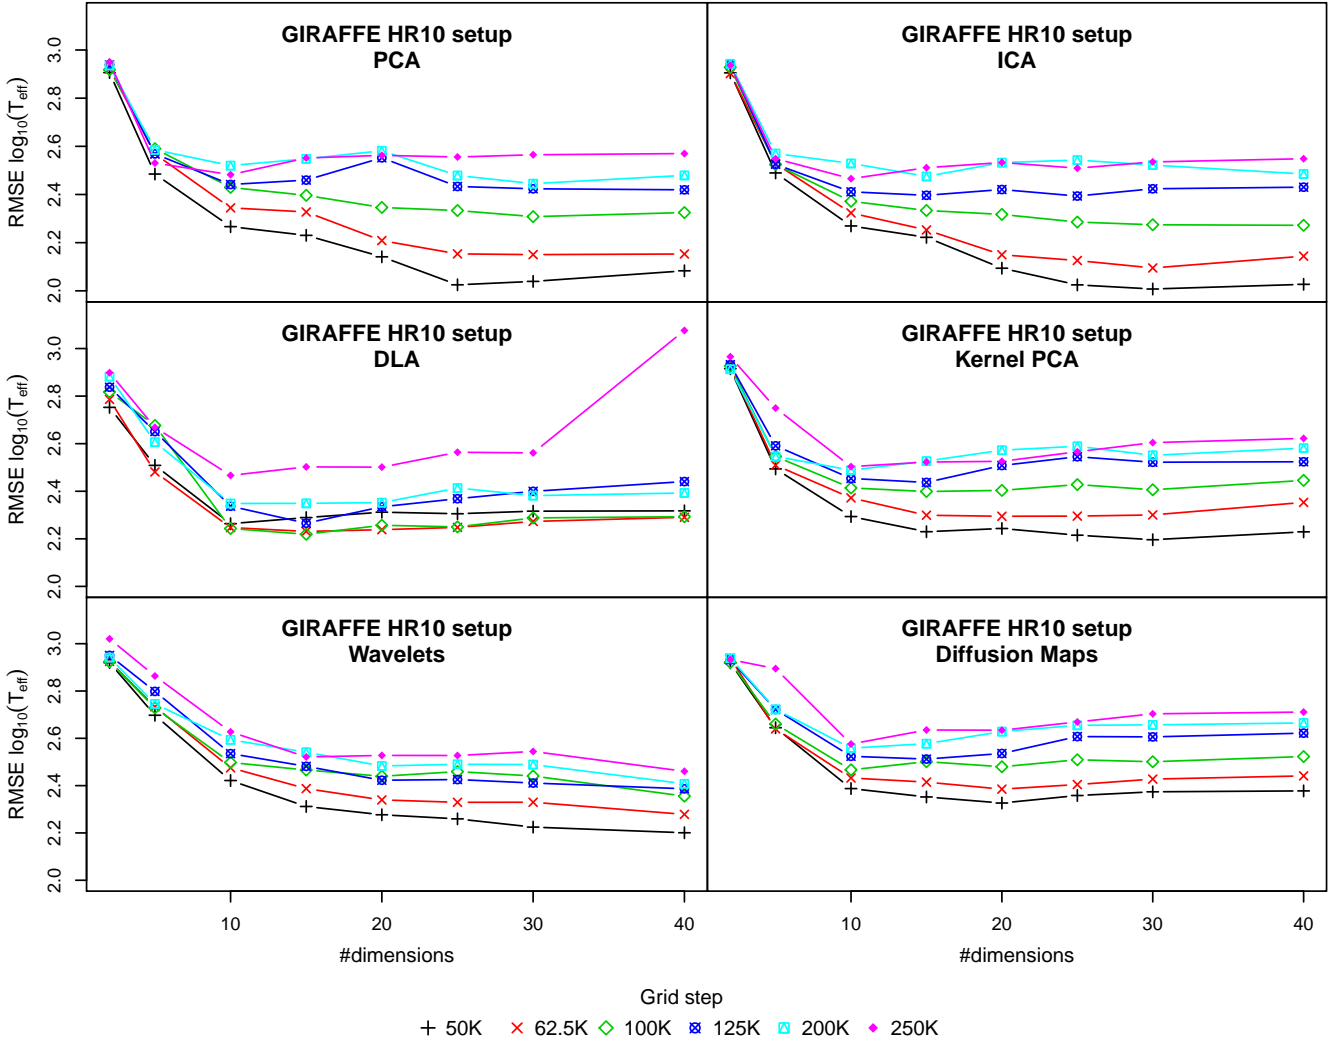 GIRAFFE HR10 setup
PCA
GIRAFFE HR10 setup
ICA
RMSE log10(Teff)
3.0
2.8
2.6
2.4
2.2
2.0
GIRAFFE HR10 setup
DLA
GIRAFFE HR10 setup
Kernel PCA
RMSE log10(Teff)
3.0
2.8
2.6
2.4
2.2
2.0
GIRAFFE HR10 setup
Wavelets
GIRAFFE HR10 setup
Diffusion Maps
RMSE log10(Teff)
3.0
2.8
2.6
2.4
2.2
2.0
10 20 30 40
10 20 30 40
#dimensions
#dimensions
Grid step
50K 62.5K 100K 125K 200K 250K